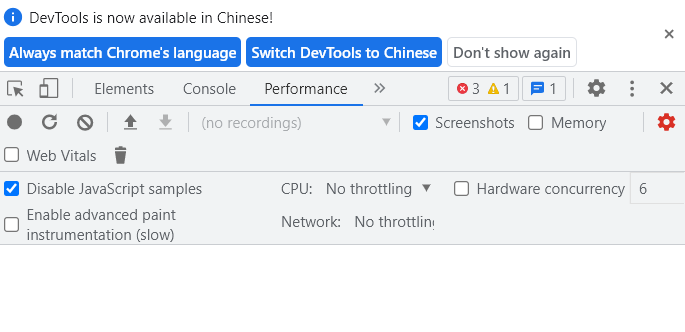 DevTools is now available in Chinese!
Always match Chrome's language Switch DevTools to Chinese Don't show again
Elements Console Performance 3 1 1
(no recordings) Screenshots Memory
Web Vitals
Disable JavaScript samples CPU: No throttling Hardware concurrency 6
Enable advanced paint instrumentation (slow) Network: No throttlin